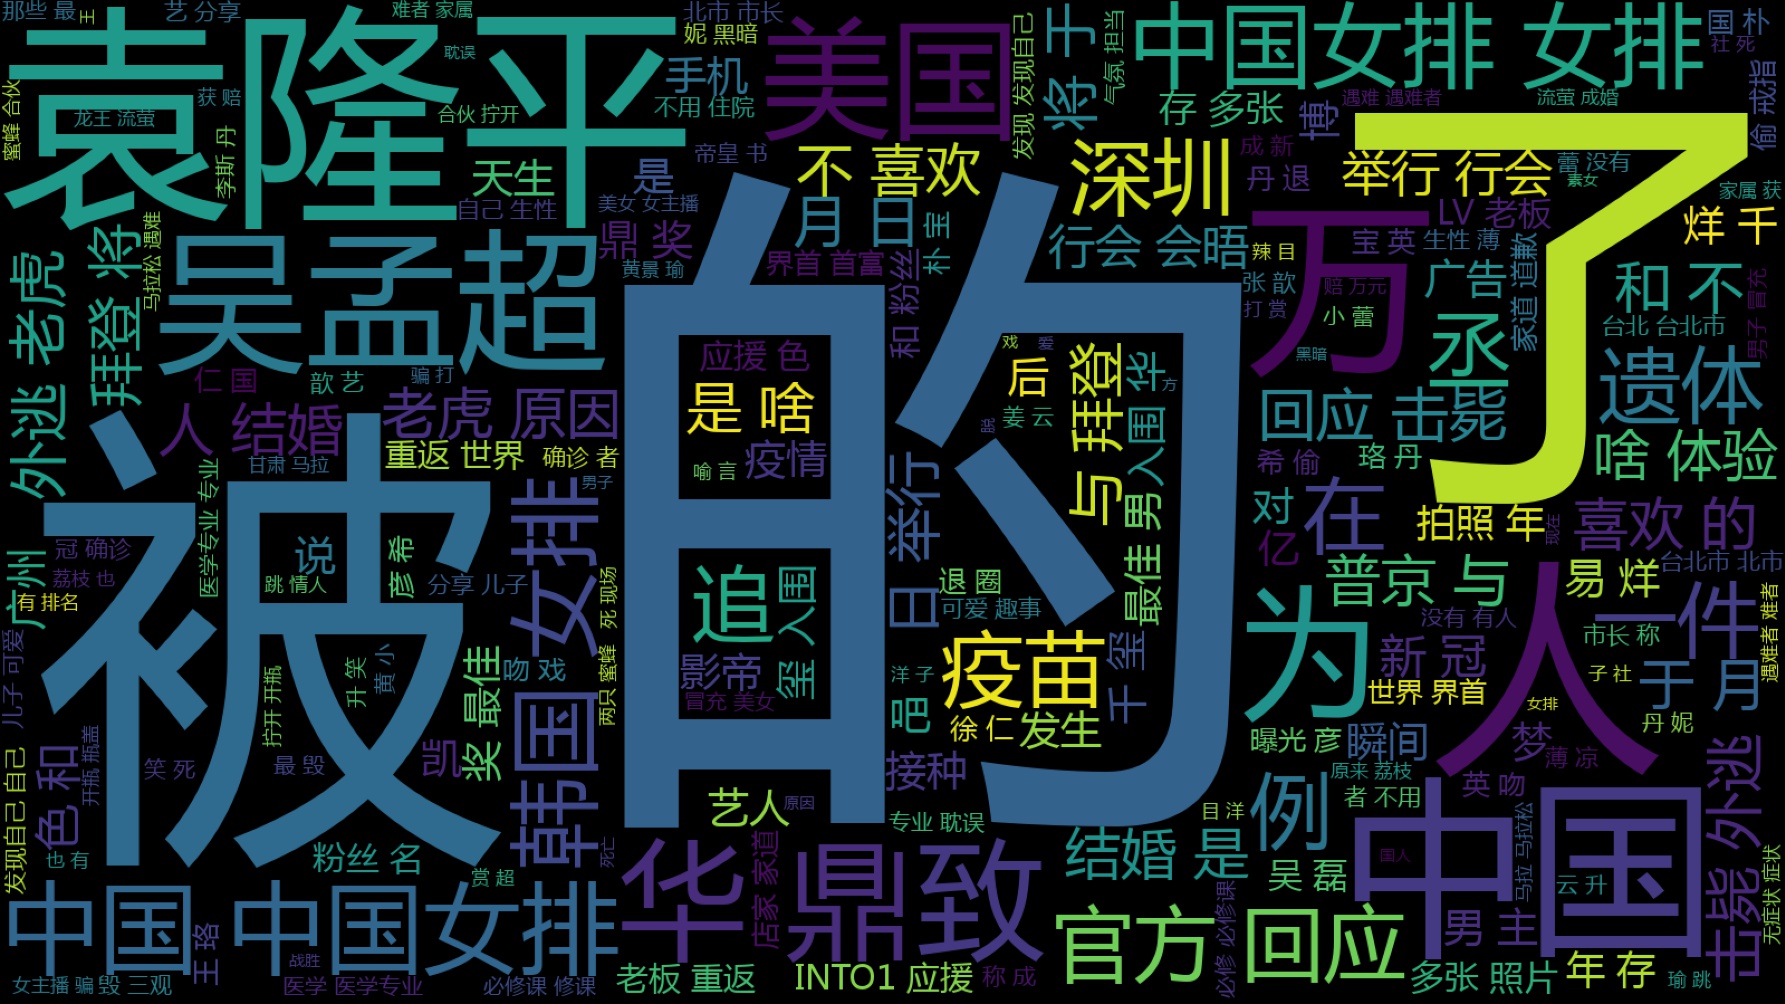 那些 最
王
艺 分享
难者 家属
北市 市长
妮 黑暗
耽误
手机
不用 住院
袁隆平
美国
发现 发现自己
将 于
气氛 担当
中国女排 女排
国 朴
社 死
偷 戒指
蜜蜂 合伙
获 赔
龙王 流萤
李斯 丹
合伙 拧开
存 多张
博
遇难 遇难者
流萤 成婚
帝皇 书
天生
是
不 喜欢
深圳
成 新
丹 退
了
举行 行会
蕾 没有
素女
家属 获
自己 生性
美女 女主播
月 日
朴 宝
LV 老板
烊 千
外逃 老虎
拜登 将
马拉松 遇难
吴孟超
鼎 奖
黄景 瑜
界首 首富
和 粉丝
行会 会晤
辣 目
张 歆
打 赏
万
宝 英
生性 薄
赔 万元
小 蕾
黑暗
广告
家道 道歉
和 不
台北 台北市
男子 冒充
丞
仁 国
歆 艺
骗 打
的
应援 色
是 啥
疫情
喻 言
戏
爱
后
姜 云
与 拜登
华
方
入围
遗体
人 结婚
老虎 原因
回应 击毙
啥 体验
甘肃 马拉
重返 世界
确诊 者
希 偷
珞 丹
被
医学专业 专业
说
彦 希
跳 情人
男子
女排
日 举行
最佳 男
对
亿
在
拍照 年
现在
喜欢 的
广州
冠 确诊
荔枝 也
有 排名
分享 儿子
死 现场
追
入围
退 圈
可爱 趣事
普京 与
易 烊
台北市 北市
儿子 可爱
拧开 开瓶
升 笑
黄 小
奖 最佳
吻 戏
两只 蜜蜂
影帝
玺
冒充 美女
洋 子
芭
疫苗
千 玺
徐 仁
发生
为
没有 有人
新 冠
人
世界 界首
女排
市长 称
一件
遇难者 难者
子 社
于 月
丹 妮
发现自己 自己
色 和
开瓶 瓶盖
笑 死
最 毁
凯
韩国
接种
曝光 彦
瞬间
梦
薄 凉
原来 荔枝
者 不用
英 吻
也 有
粉丝 名
赏 超
死亡
艺人
原因
专业 耽误
目 洋
例
结婚 是
吴 磊
中国
国人
马拉 马拉松
云 升
击毙 外逃
无症状 症状
中国
王 珞
中国女排
战胜
华
店家 家道
鼎
致
官方 回应
必修 必修课
男 主
女主播 骗
毁 三观
医学 医学专业
必修课 修课
老板 重返
INTO1 应援
称 成
多张 照片
年 存
瑜 跳